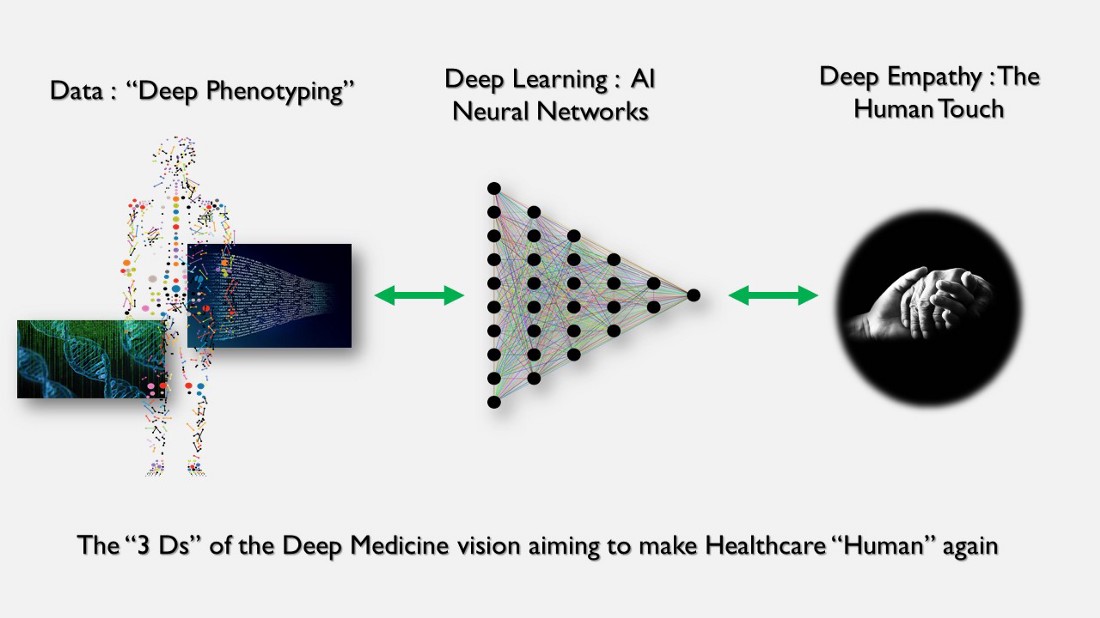 Data : “Deep Phenotyping”
Deep Learning : AI
Neural Networks
Deep Empathy : The
Human Touch
The “3 Ds” of the Deep Medicine vision aiming to make Healthcare “Human” again